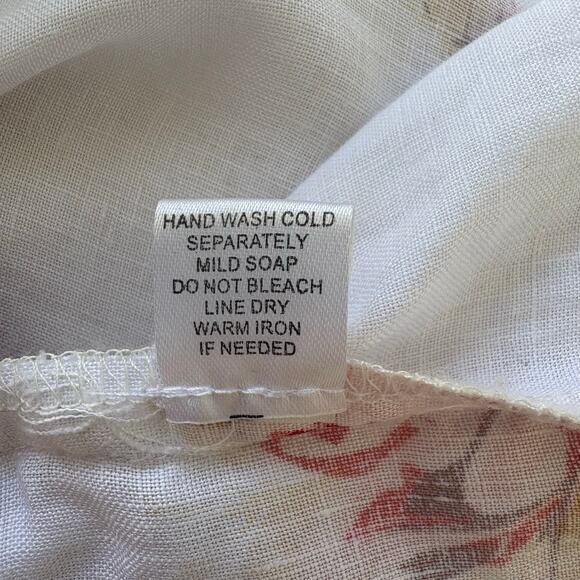 HAND WASH COLD
SEPARATELY
MILD SOAP
DO NOT BLEACH
LINE DRY
WARM IRON
IF NEEDED